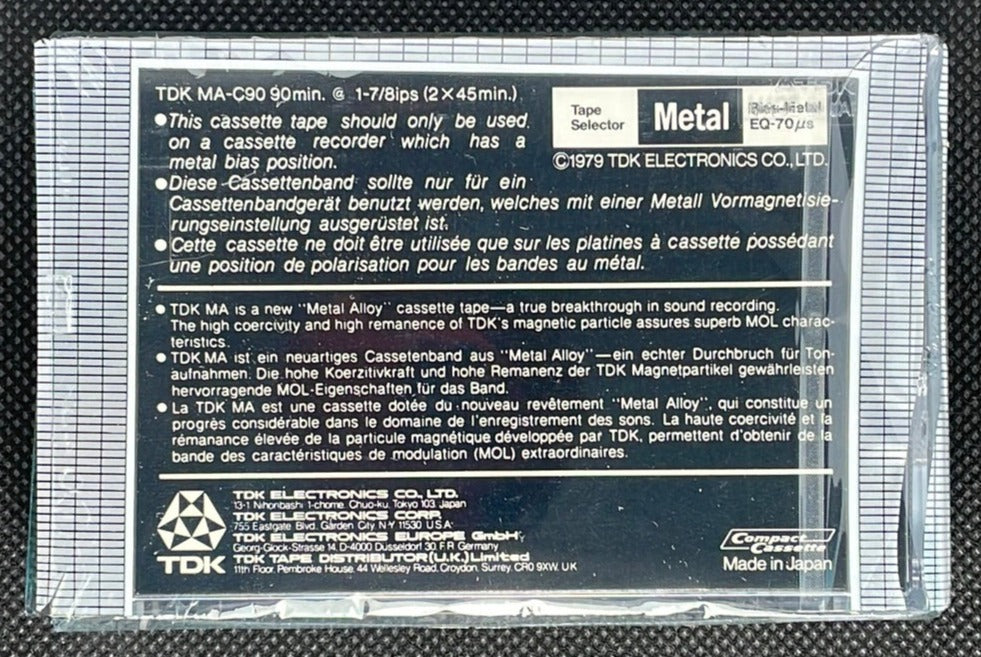 TDK MA-C90 90min. @ 1-7/8ips (2×45min.)
Tape
Selector
Metal
Bias-Metal
EQ-70μs
©1979 TDK ELECTRONICS CO., LTD.
●This cassette tape should only be used
on a cassette recorder which has a
metal bias position.
●Diese Cassettenband sollte nur für ein
Cassettenbandgerät benutzt werden, welches mit einer Metall Vormagnetisie-
rungseinstellung ausgerüstet ist.
●Cette cassette ne doit être utilisée que sur les platines à cassette possédant
une position de polarisation pour les bandes au métal.
● TDK MA is a new "Metal Alloy" cassette tape—a true breakthrough in sound recording.
The high coercivity and high remanence of TDK's magnetic particle assures superb MOL charac-
teristics.
● TDK MA ist ein neuartiges Cassetenband aus "Metal Alloy"—ein echter Durchbruch für Ton-
aufnahmen. Die hohe Koerzitivkraft und hohe Remanenz der TDK Magnetpartikel gewährleisten
hervorragende MOL-Eigenschaften für das Band.
● La TDK MA est une cassette dotée du nouveau revêtement "Metal Alloy", qui constitue un
progrès considérable dans le domaine de l'enregistrement des sons. La haute coercivité et la
rémanance élevée de la particule magnétique développée par TDK, permettent d'obtenir de la
bande des caractéristiques de modulation (MOL) extraordinaires.
TDK ELECTRONICS CO., LTD.
13-1 Nihonbashi 1-chome, Chuo-ku, Tokyo 103 Japan
TDK ELECTRONICS CORP.
755 Eastgate Blvd. Garden City, N.Y 11530 U.S.A.
TDK ELECTRONICS EUROPE GmbH
Georg-Glock-Strasse 14, D-4000 Dusseldorf 30, F.R. Germany
TDK TAPE DISTRIBUTOR (U.K.) Limited
11th Floor, Pembroke House, 44 Wellesley Road, Croydon, Surrey, CR0 9XW, U.K
TDK
Compact
Cassette
Made in Japan